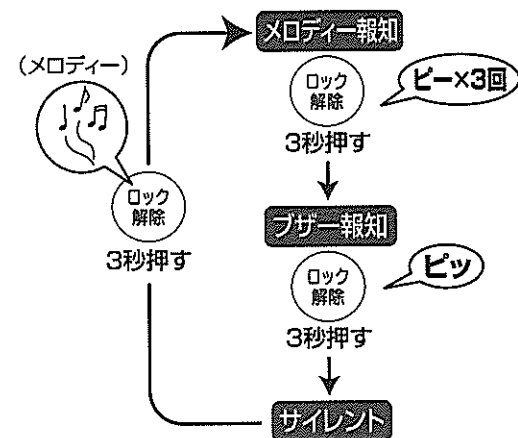 メロディー報知
(メロディー)
ロック
解除
ピー×3回
3秒押す
ロック
解除
3秒押す
ブザー報知
ロック
解除
ピッ
3秒押す
サイレント